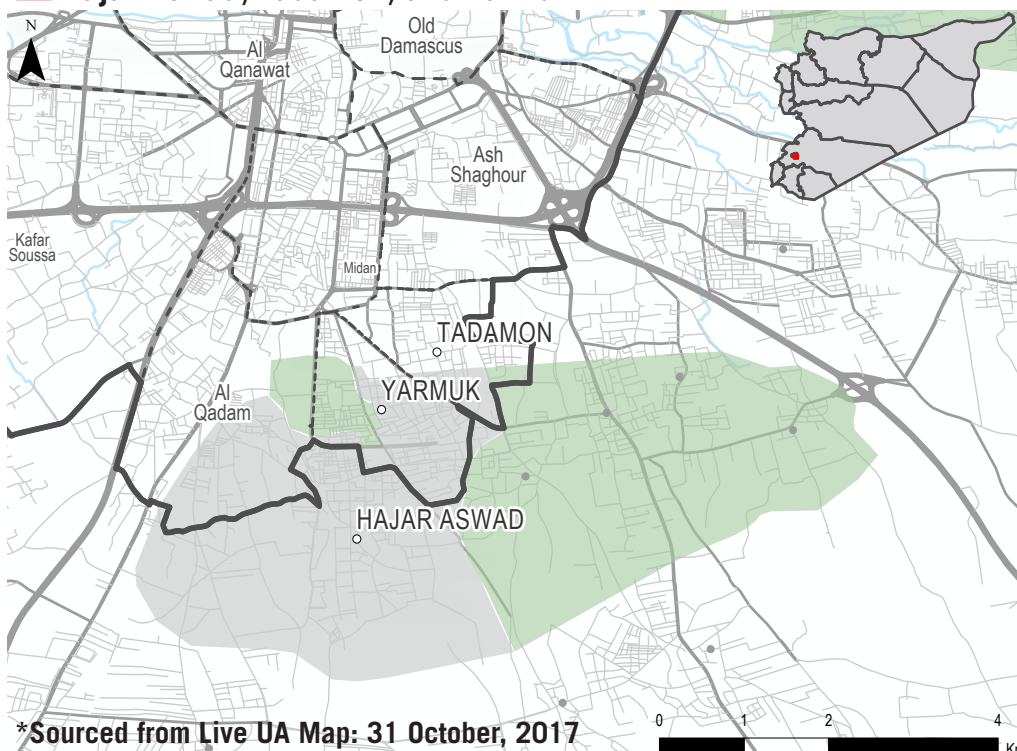 N
Al
Qanawat
Old
Damascus
Ash
Shaghour
Kafar
Soussa
Midan
TADAMON
YARMUK
Al
Qadam
HAJAR ASWAD
*Sourced from Live UA Map: 31 October, 2017
0 1 2 4